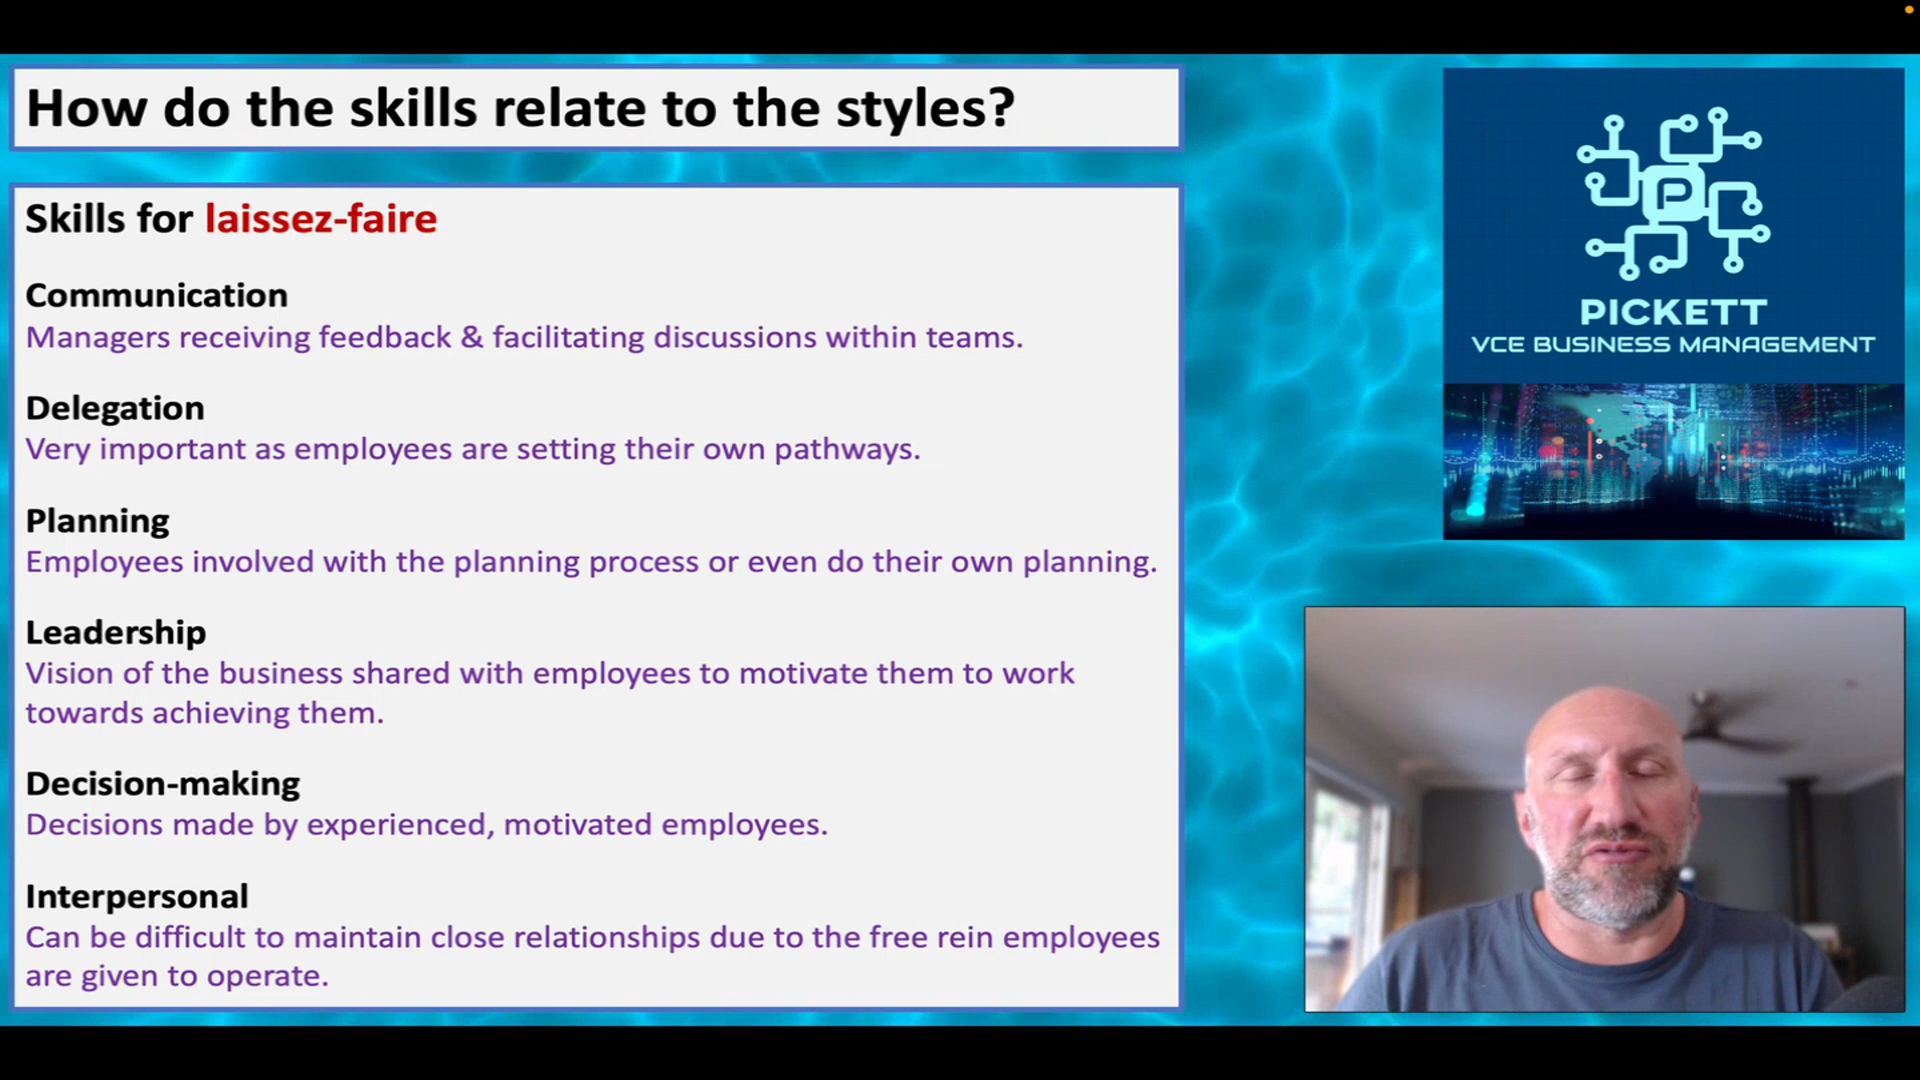 How do the skills relate to the styles?
Skills for laissez-faire
Communication
Managers receiving feedback & facilitating discussions within teams.
Delegation
Very important as employees are setting their own pathways.
Planning
Employees involved with the planning process or even do their own planning.
Leadership
Vision of the business shared with employees to motivate them to work
towards achieving them.
Decision-making
Decisions made by experienced, motivated employees.
Interpersonal
Can be difficult to maintain close relationships due to the free rein employees
are given to operate.
P
PICKETT
VCE BUSINESS MANAGEMENT